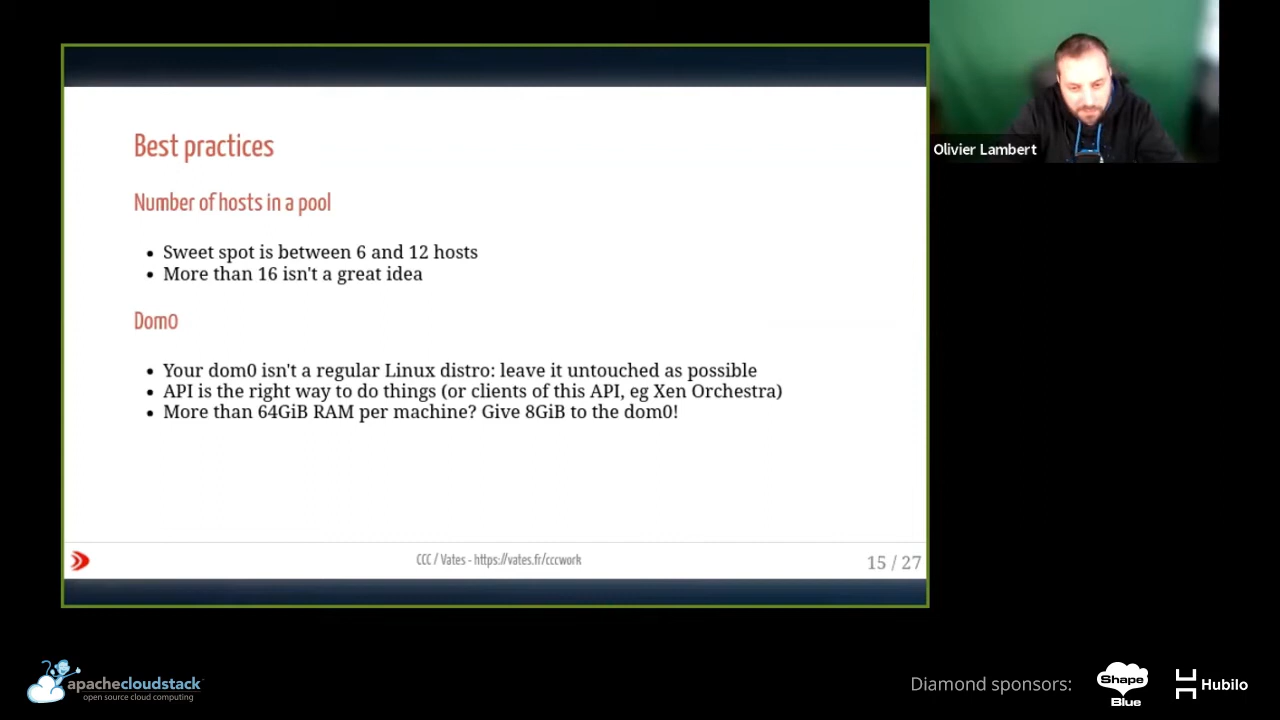 Best practices
Number of hosts in a pool
• Sweet spot is between 6 and 12 hosts
• More than 16 isn't a great idea
Dom0
• Your dom0 isn't a regular Linux distro: leave it untouched as possible
• API is the right way to do things (or clients of this API, eg Xen Orchestra)
• More than 64GiB RAM per machine? Give 8GiB to the dom0!
CCC / Vates - https://vates.fr/cccwork
15 / 27
Olivier Lambert
apachecloudstack
open source cloud computing
Diamond sponsors:
Shape
Blue
Hubilo